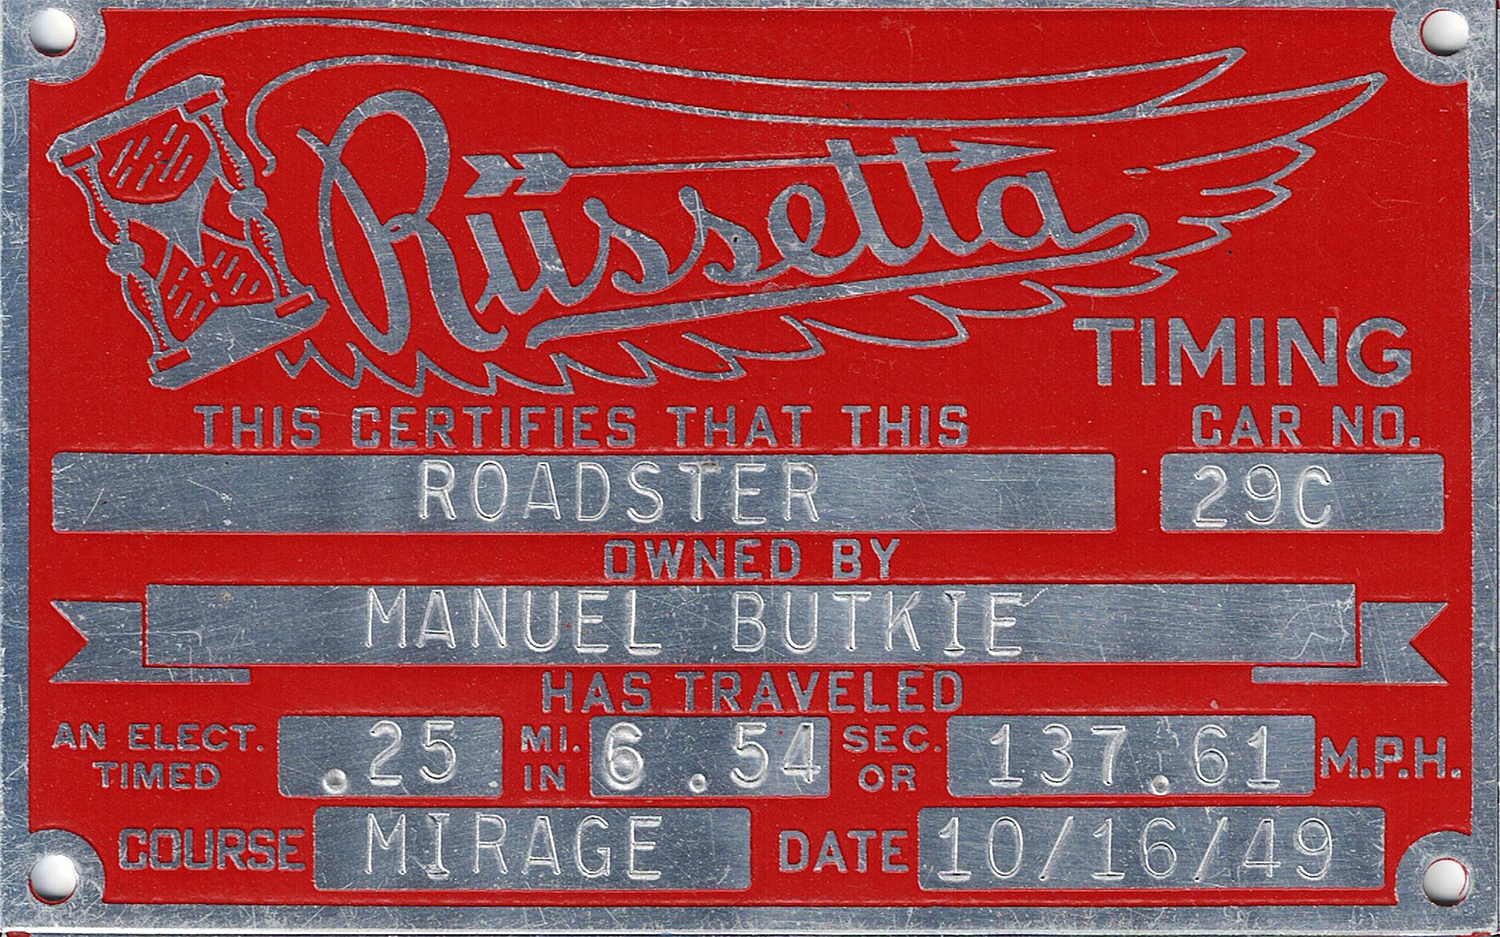 Russetta
TIMING
THIS CERTIFIES THAT THIS CAR NO.
ROADSTER 29C
OWNED BY
MANUEL BUTKIE
HAS TRAVELED
AN ELECT. TIMED .25 MI. IN 6.54 SEC. OR 137.61 M.P.H.
COURSE MIRAGE DATE 10/16/49